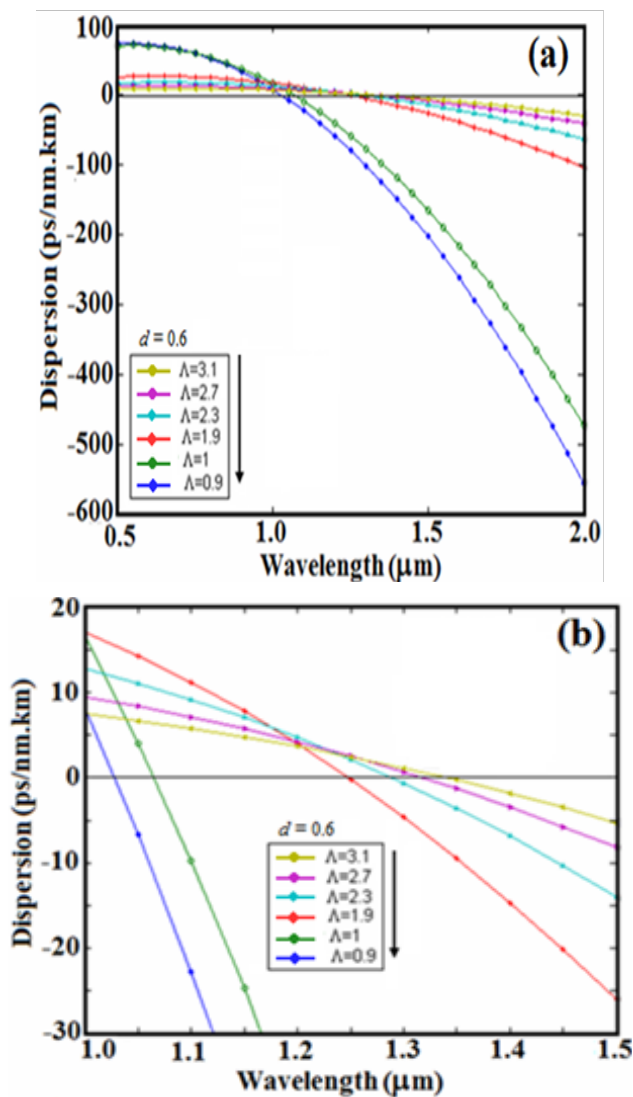 (a)
100
0
-100
-200
-300
-400
-500
-600
Dispersion (ps/nm.km)
d = 0.6
Λ=3.1
Λ=2.7
Λ=2.3
Λ=1.9
Λ=1
Λ=0.9
0.5 1.0 1.5 2.0
Wavelength (μm)
(b)
20
10
0
-10
-20
-30
Dispersion (ps/nm.km)
d = 0.6
Λ=3.1
Λ=2.7
Λ=2.3
Λ=1.9
Λ=1
Λ=0.9
1.0 1.1 1.2 1.3 1.4 1.5
Wavelength (μm)